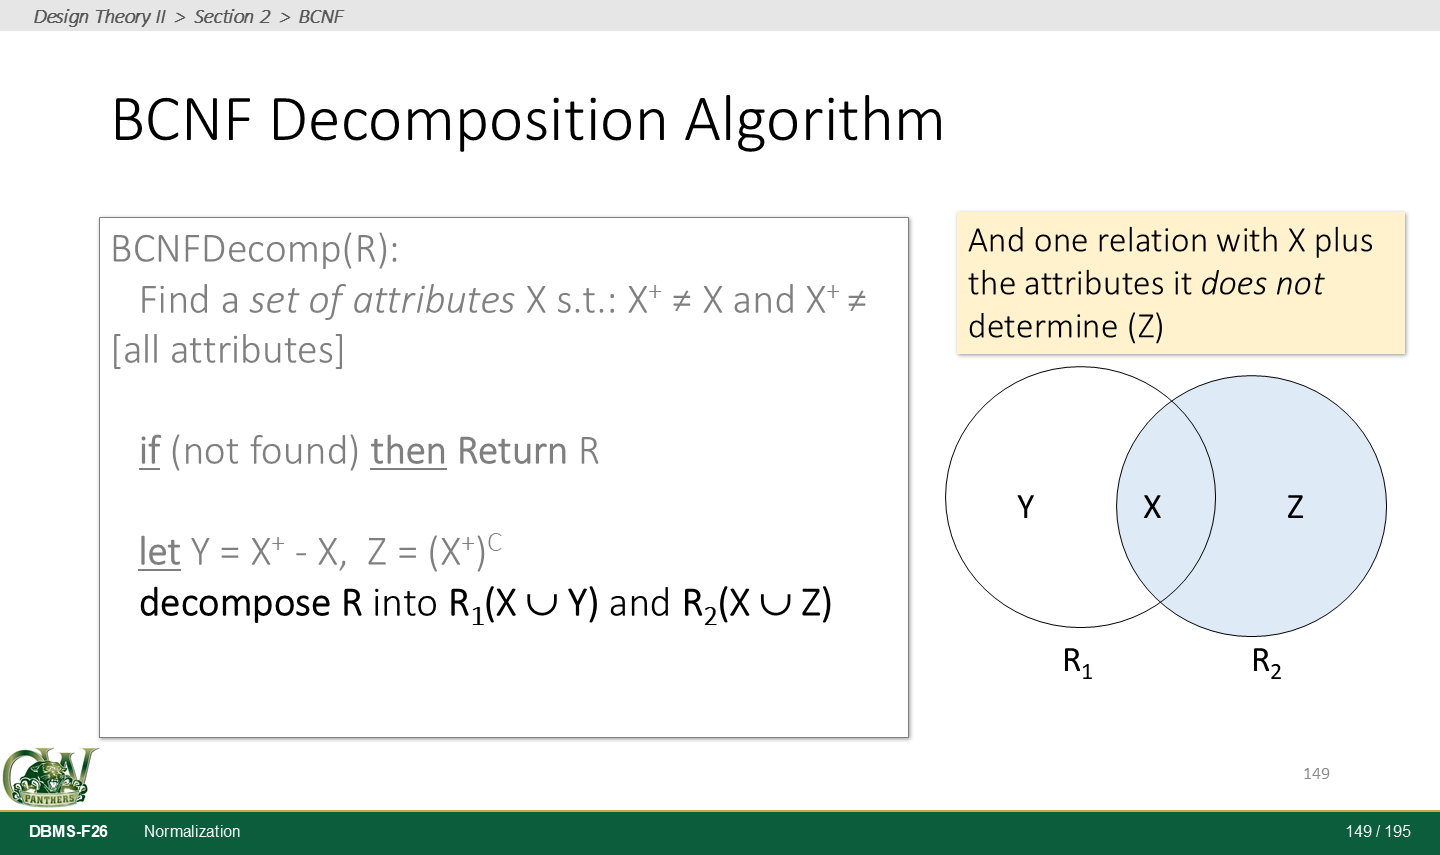 Design Theory II > Section 2 > BCNF
BCNF Decomposition Algorithm
BCNFDecomp(R):
Find a set of attributes X s.t.: X⁺ ≠ X and X⁺ ≠
[all attributes]
if (not found) then Return R
let Y = X⁺ - X, Z = (X⁺)ᶜ
decompose R into R₁(X ∪ Y) and R₂(X ∪ Z)
And one relation with X plus
the attributes it does not
determine (Z)
Y X Z
R₁ R₂
149
OW
PANTHERS
DBMS-F26 Normalization 149 / 195